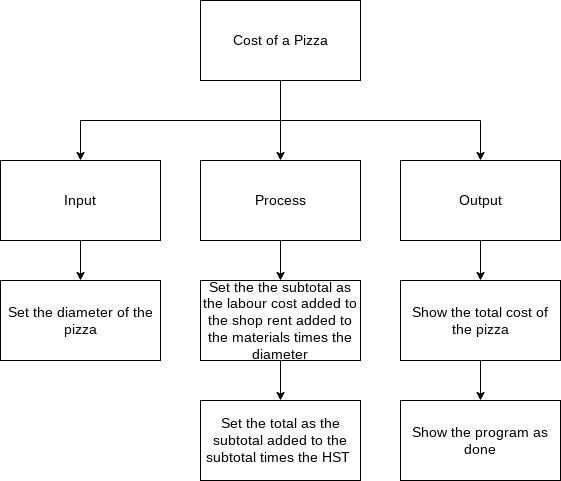 Cost of a Pizza
Input
Process
Output
Set the diameter of the
pizza
Set the the subtotal as
the labour cost added to
the shop rent added to
the materials times the
diameter
Show the total cost of
the pizza
Set the total as the
subtotal added to the
subtotal times the HST
Show the program as
done